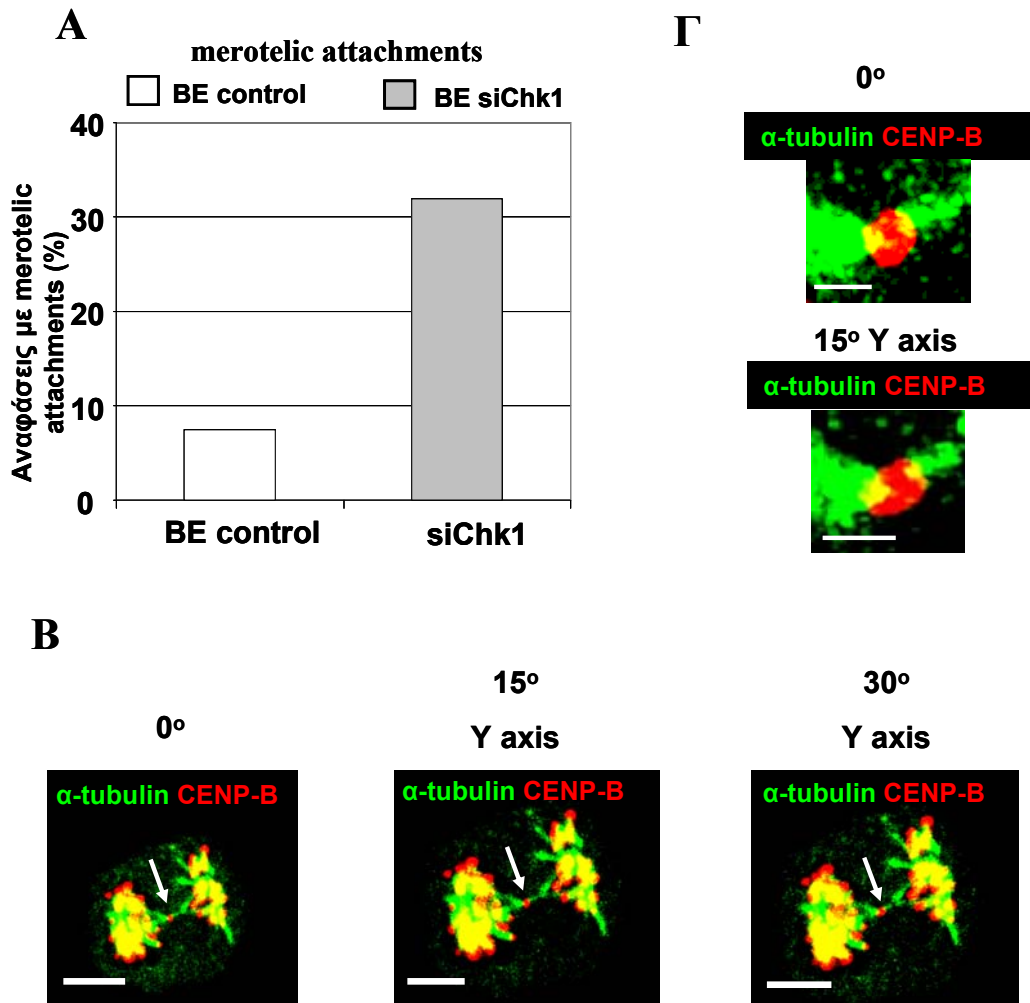 A
merotelic attachments
BE control
BE siChk1
Αναφάσεις με merotelic
attachments (%)
40
30
20
10
0
BE control
siChk1
Γ
0º
α-tubulin CENP-B
15º Y axis
α-tubulin CENP-B
B
0º
15º
Y axis
30º
Y axis
α-tubulin CENP-B
α-tubulin CENP-B
α-tubulin CENP-B